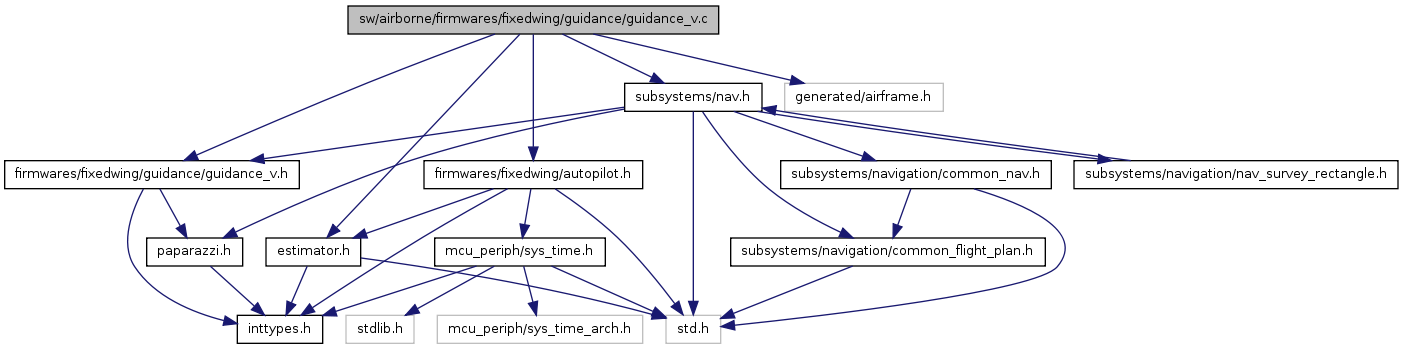 sw/airborne/firmwares/fixedwing/guidance/guidance_v.c
subsystems/nav.h
generated/airframe.h
firmwares/fixedwing/guidance/guidance_v.h
firmwares/fixedwing/autopilot.h
subsystems/navigation/common_nav.h
subsystems/navigation/nav_survey_rectangle.h
paparazzi.h
estimator.h
mcu_periph/sys_time.h
subsystems/navigation/common_flight_plan.h
inttypes.h
stdlib.h
mcu_periph/sys_time_arch.h
std.h